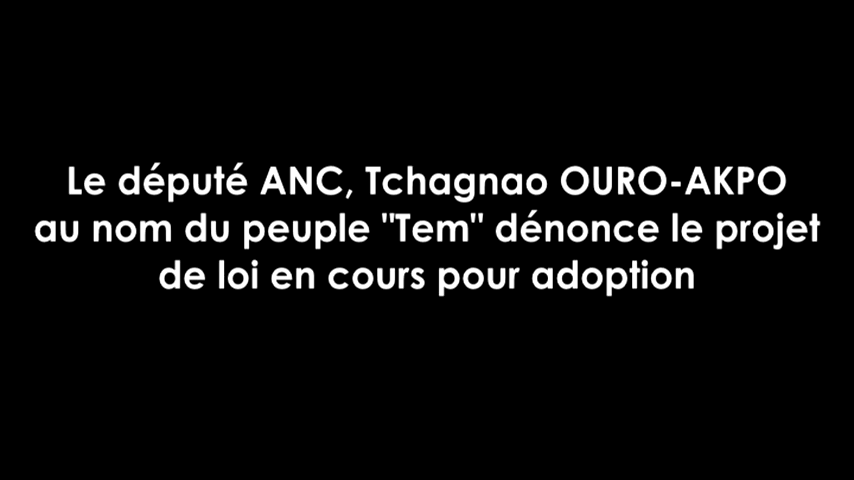 Le député ANC, Tchagnao OURO-AKPO
au nom du peuple "Tem" dénonce le projet
de loi en cours pour adoption